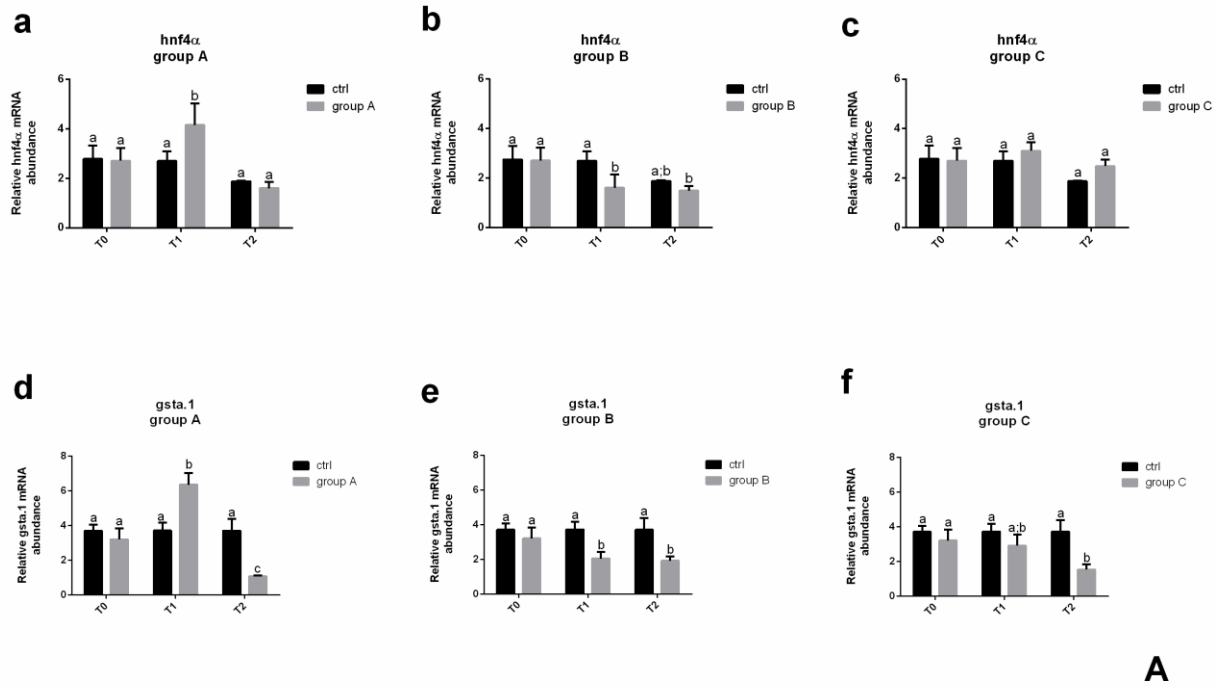 a
hnf4α
group A
Relative hnf4α mRNA
abundance
6
4
2
0
a
a
a
b
a
a
T0
T1
T2
ctrl
group A
b
hnf4α
group B
Relative hnf4α mRNA
abundance
6
4
2
0
a
a
a
b
a;b
b
T0
T1
T2
ctrl
group B
c
hnf4α
group C
Relative hnf4α mRNA
abundance
6
4
2
0
a
a
a
a
a
a
T0
T1
T2
ctrl
group C
d
gsta.1
group A
Relative gsta.1 mRNA
abundance
8
6
4
2
0
a
a
a
b
a
c
T0
T1
T2
ctrl
group A
e
gsta.1
group B
Relative gsta.1 mRNA
abundance
8
6
4
2
0
a
a
a
b
a
b
T0
T1
T2
ctrl
group B
f
gsta.1
group C
Relative gsta.1 mRNA
abundance
8
6
4
2
0
a
a
a
a;b
a
b
T0
T1
T2
ctrl
group C
A